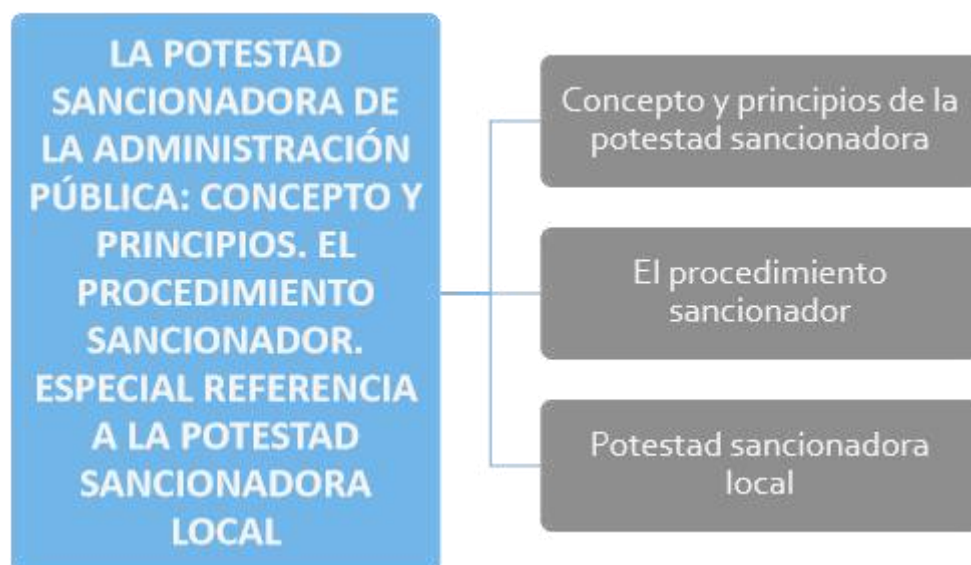 LA POTESTAD
SANCIONADORA DE
LA ADMINISTRACIÓN
PÚBLICA: CONCEPTO Y
PRINCIPIOS. EL
PROCEDIMIENTO
SANCIONADOR.
ESPECIAL REFERENCIA
A LA POTESTAD
SANCIONADORA
LOCAL
Concepto y principios de la
potestad sancionadora
El procedimiento
sancionador
Potestad sancionadora
local